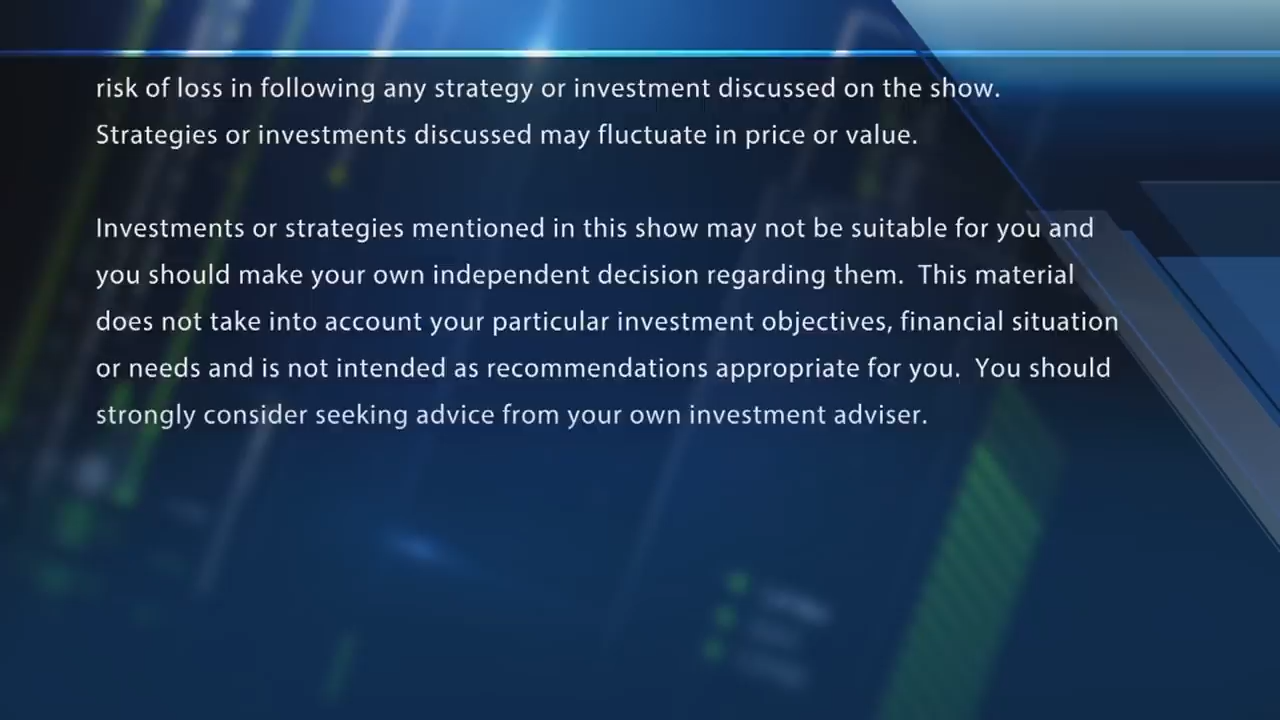 risk of loss in following any strategy or investment discussed on the show.
Strategies or investments discussed may fluctuate in price or value.
Investments or strategies mentioned in this show may not be suitable for you and
you should make your own independent decision regarding them.  This material
does not take into account your particular investment objectives, financial situation
or needs and is not intended as recommendations appropriate for you.  You should
strongly consider seeking advice from your own investment adviser.